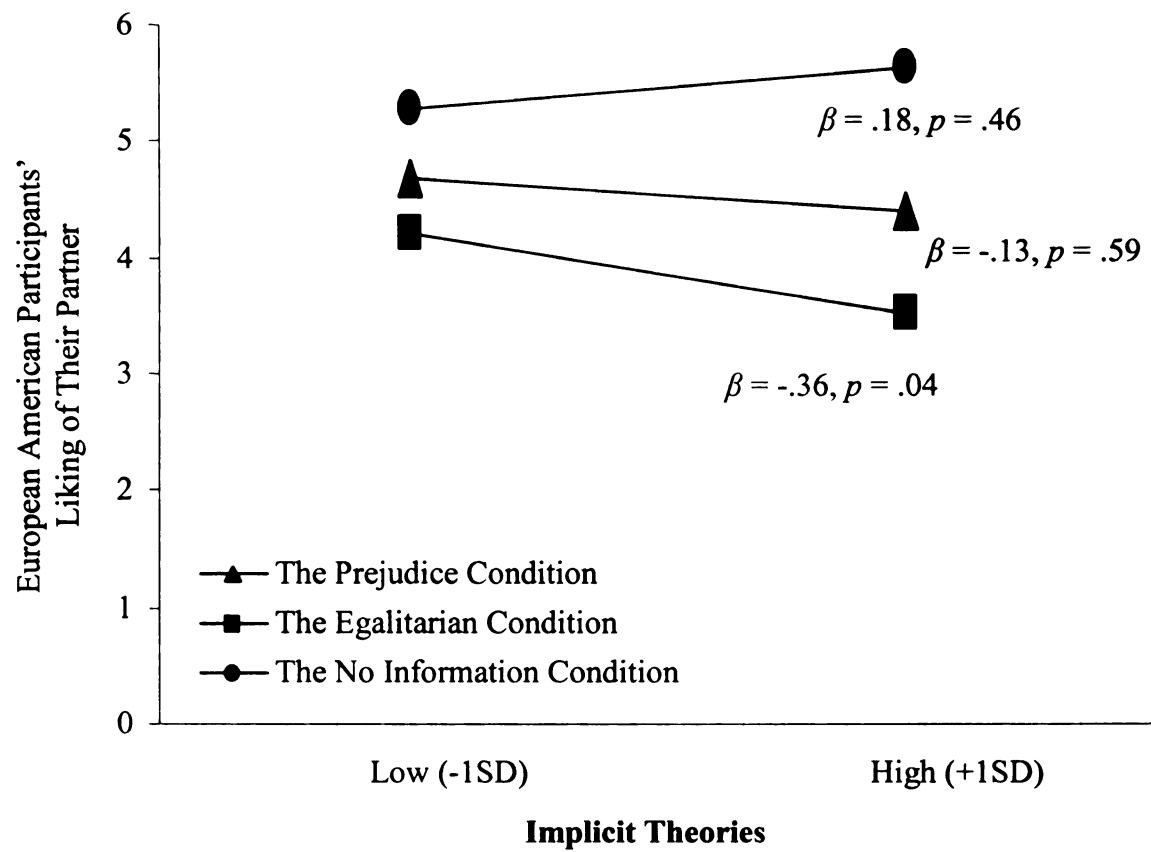 6
5
4
3
2
1
0
European American Participants'
Liking of Their Partner
β = .18, p = .46
β = -.13, p = .59
β = -.36, p = .04
The Prejudice Condition
The Egalitarian Condition
The No Information Condition
Low (-1SD)
High (+1SD)
Implicit Theories